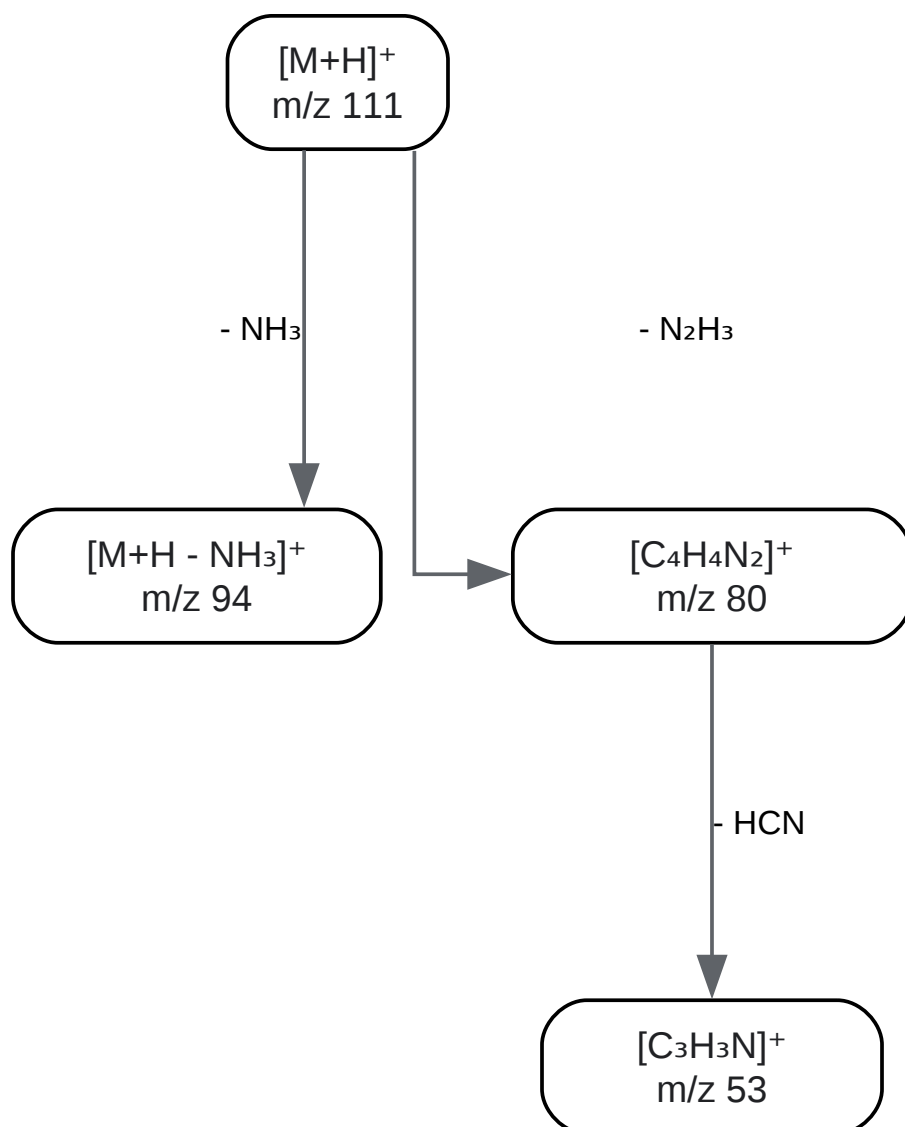 [M+H]⁺
m/z 111
- NH₃
- N₂H₃
[M+H - NH₃]⁺
m/z 94
[C₄H₄N₂]⁺
m/z 80
- HCN
[C₃H₃N]⁺
m/z 53